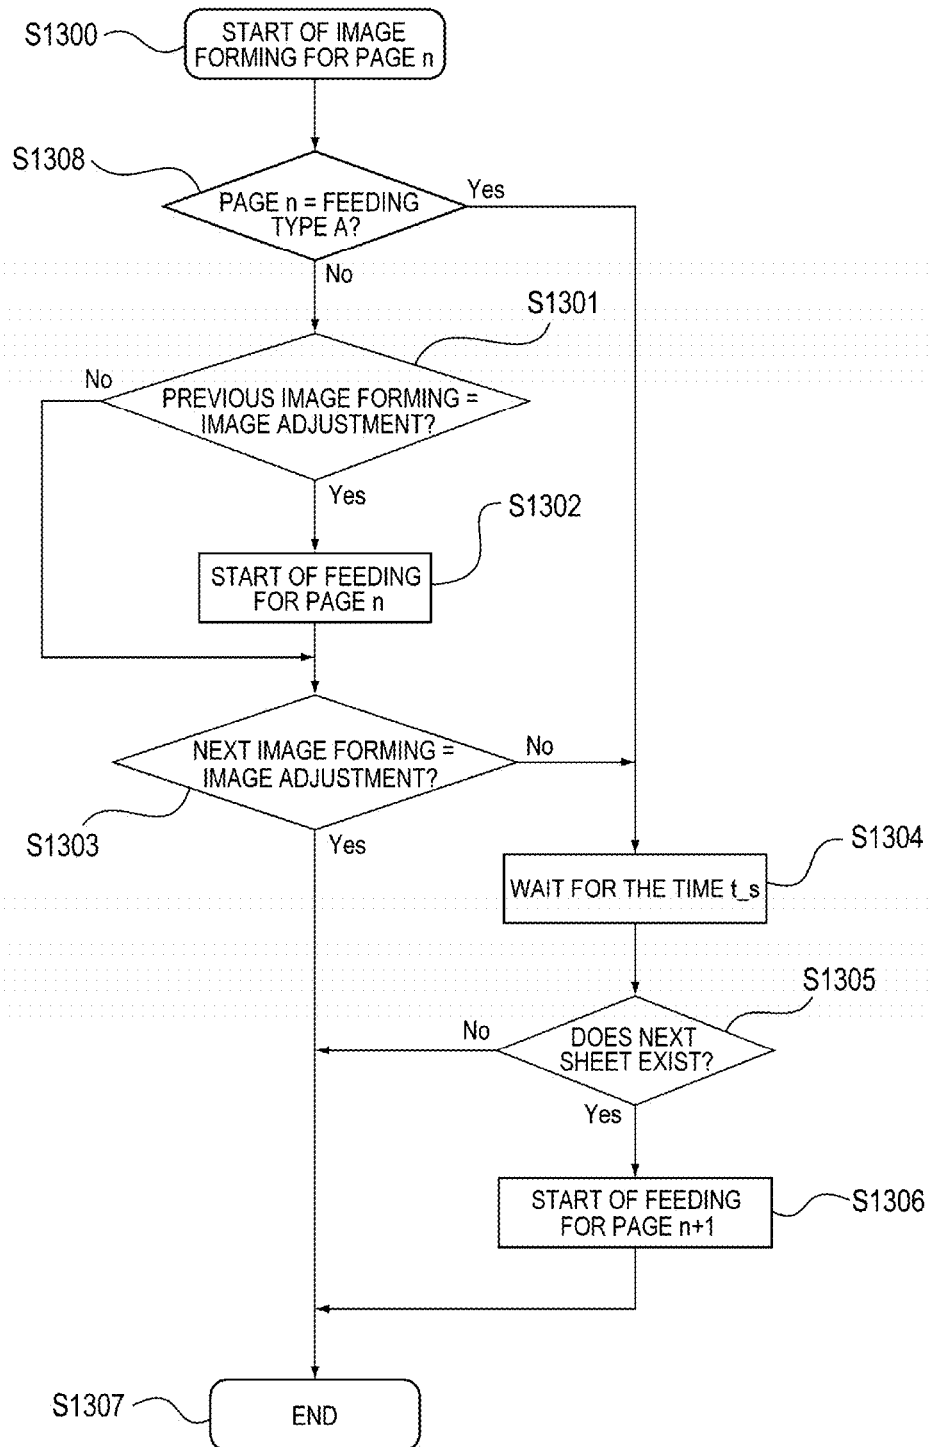 S1300
START OF IMAGE
FORMING FOR PAGE n
S1308
PAGE n = FEEDING
TYPE A?
Yes
No
S1301
No
PREVIOUS IMAGE FORMING =
IMAGE ADJUSTMENT?
Yes
S1302
START OF FEEDING
FOR PAGE n
NEXT IMAGE FORMING =
IMAGE ADJUSTMENT?
No
S1303
Yes
S1304
WAIT FOR THE TIME t_s
S1305
No
DOES NEXT
SHEET EXIST?
Yes
START OF FEEDING
FOR PAGE n+1
S1306
S1307
END